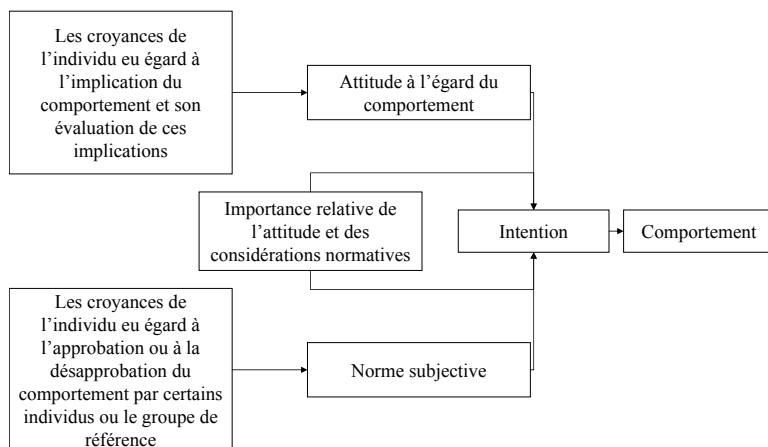 Les croyances de
l’individu eu égard à
l’implication du
comportement et son
évaluation de ces
implications
Attitude à l’égard du
comportement
Importance relative de
l’attitude et des
considérations normatives
Intention
Comportement
Les croyances de
l’individu eu égard à
l’approbation ou à la
désapprobation du
comportement par certains
individus ou le groupe de
référence
Norme subjective